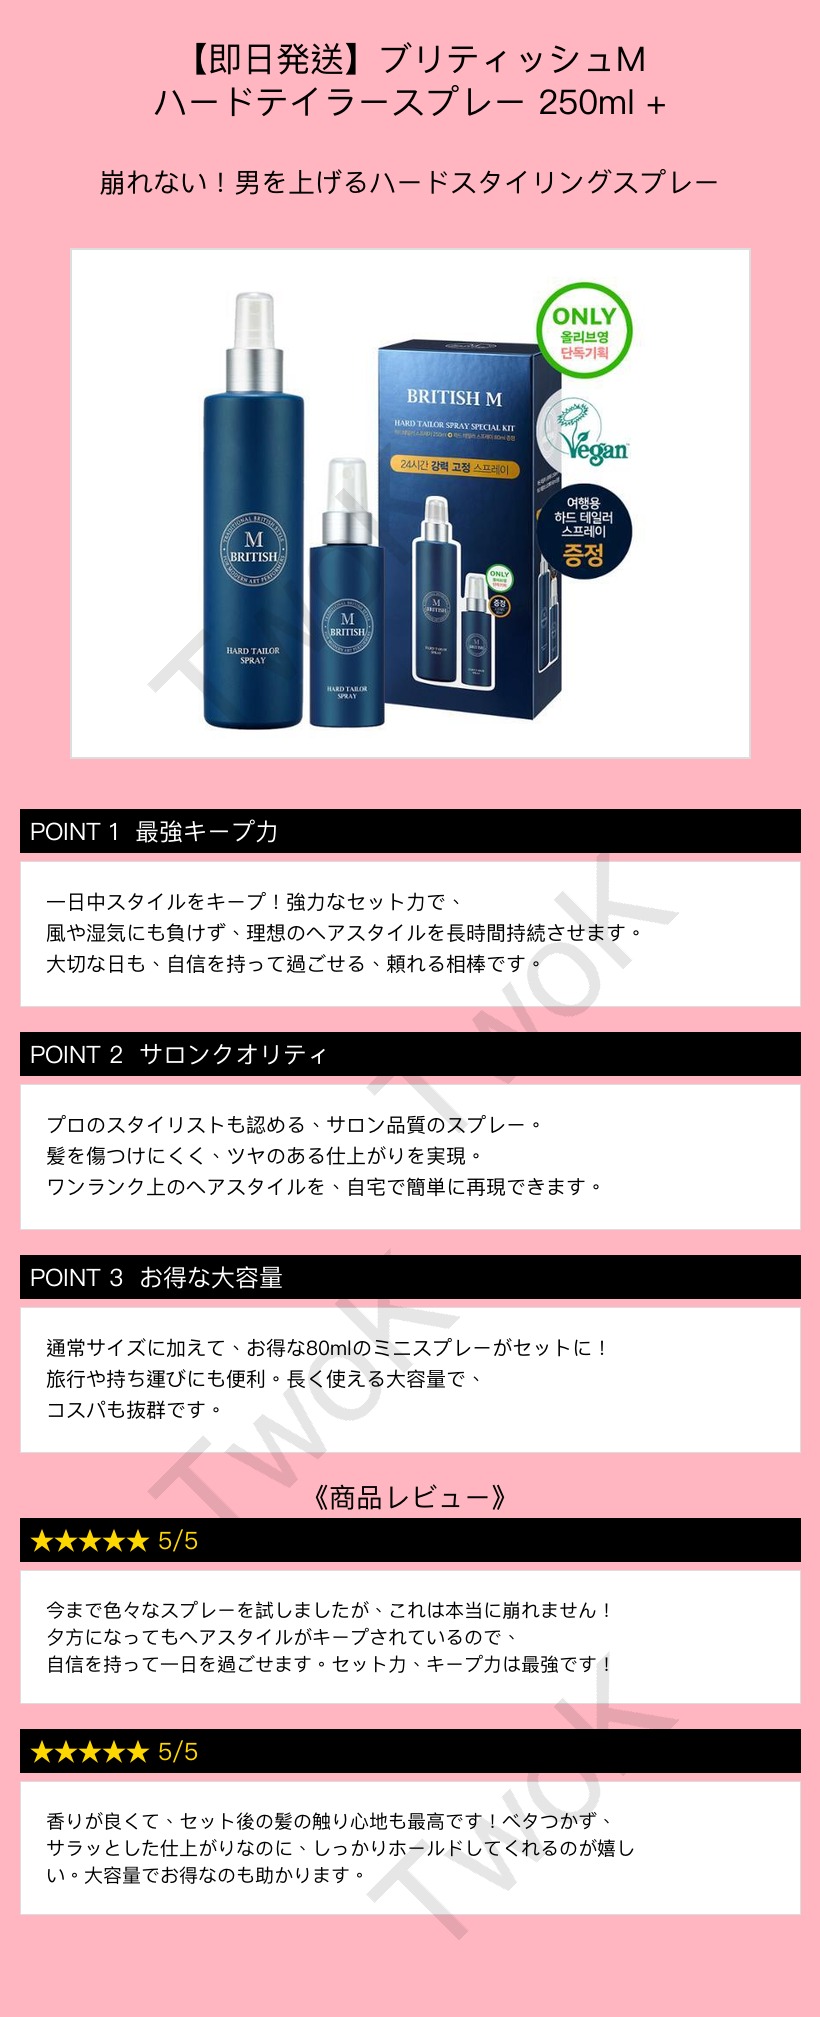 【即日発送】ブリティッシュM
ハードテイラースプレー 250ml +
崩れない！男を上げるハードスタイリングスプレー
ONLY
올리브영
단독기획
BRITISH M
HARD TAILOR SPRAY SPECIAL KIT
24시간 강력 고정 스프레이
Vegan
여행용
하드 테일러
스프레이
증정
TRADITIONAL BRITISH STYLE
M
BRITISH
FOR MODERN ART PERFORMERS
HARD TAILOR
SPRAY
M
BRITISH
HARD TAILOR
SPRAY
ONLY
증정
M
BRITISH
HARD TAILOR
SPRAY
TwoK
POINT 1 最強キープ力
一日中スタイルをキープ！強力なセット力で、
風や湿気にも負けず、理想のヘアスタイルを長時間持続させます。
大切な日も、自信を持って過ごせる、頼れる相棒です。
TwoK
POINT 2 サロンクオリティ
プロのスタイリストも認める、サロン品質のスプレー。
髪を傷つけにくく、ツヤのある仕上がりを実現。
ワンランク上のヘアスタイルを、自宅で簡単に再現できます。
POINT 3 お得な大容量
通常サイズに加えて、お得な80mlのミニスプレーがセットに！
旅行や持ち運びにも便利。長く使える大容量で、
コスパも抜群です。
TwoK
《商品レビュー》
★★★★★ 5/5
今まで色々なスプレーを試しましたが、これは本当に崩れません！
夕方になってもヘアスタイルがキープされているので、
自信を持って一日を過ごせます。セット力、キープ力は最強です！
★★★★★ 5/5
香りが良くて、セット後の髪の触り心地も最高です！ベタつかず、
サラッとした仕上がりなのに、しっかりホールドしてくれるのが嬉し
い。大容量でお得なのも助かります。
TwoK